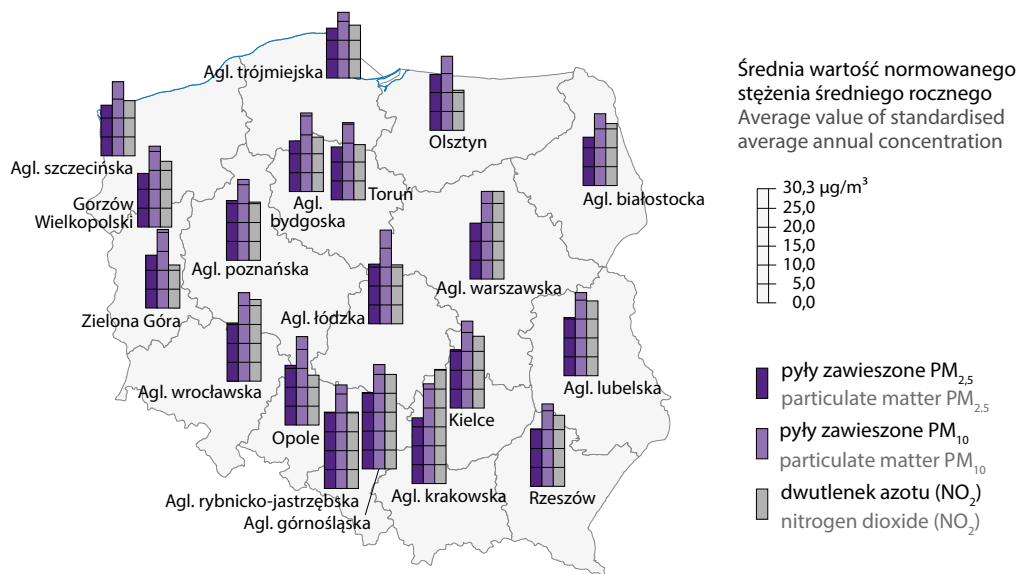 Agl. trójmiejska
Olsztyn
Agl. szczecińska
Agl. białostocka
Gorzów
Wielkopolski
Agl.
bydgoska
Toruń
Agl. poznańska
Agl. warszawska
Zielona Góra
Agl. łódzka
Agl. wrocławska
Agl. lubelska
Opole
Kielce
Agl. rybnicko-jastrzębska
Agl. górnośląska
Agl. krakowska
Rzeszów
Średnia wartość normowanego
stężenia średniego rocznego
Average value of standardised
average annual concentration
30,3 µg/m³
25,0
20,0
15,0
10,0
5,0
0,0
pyły zawieszone PM2,5
particulate matter PM2.5
pyły zawieszone PM10
particulate matter PM10
dwutlenek azotu (NO2)
nitrogen dioxide (NO2)